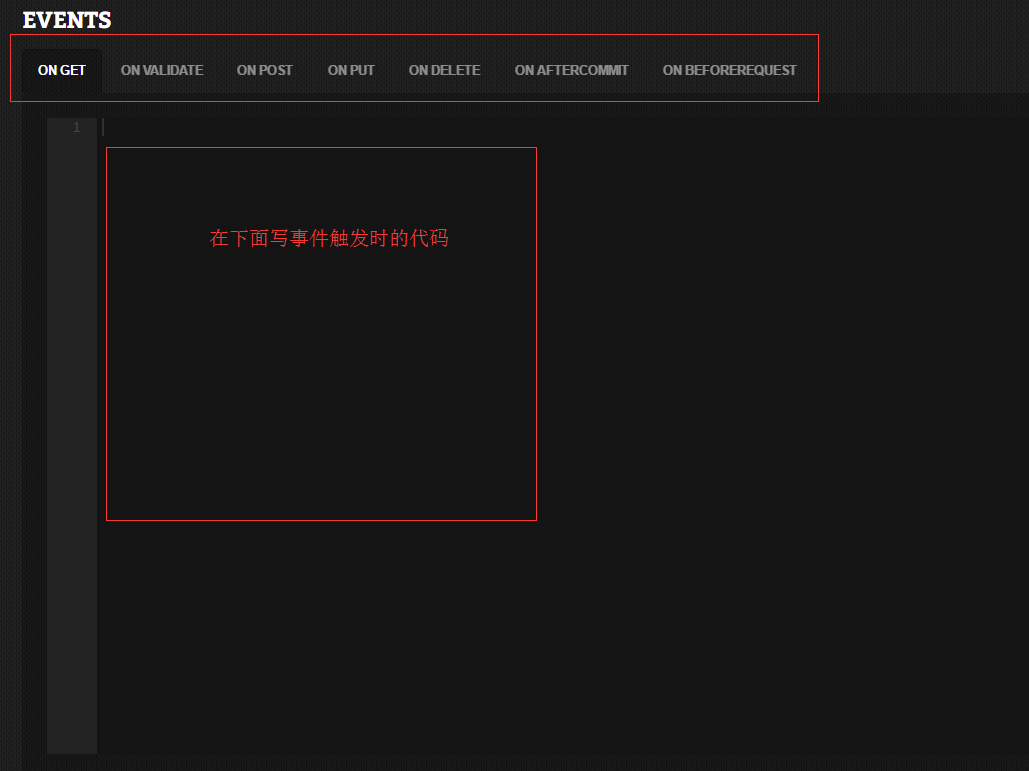 EVENTS
ON GET ON VALIDATE ON POST ON PUT ON DELETE ON AFTERCOMMIT ON BEFOREREQUEST
1
在下面写事件触发时的代码